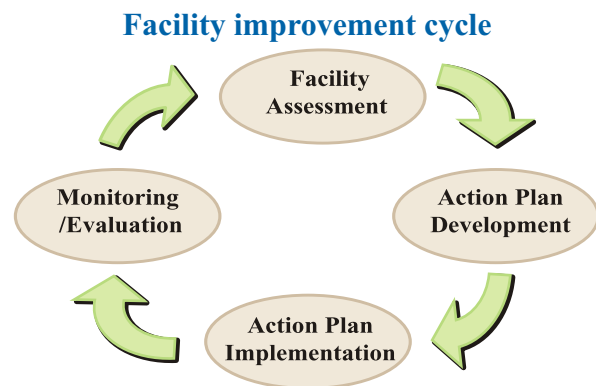 Facility improvement cycle
Facility
Assessment
Action Plan
Development
Action Plan
Implementation
Monitoring
/Evaluation